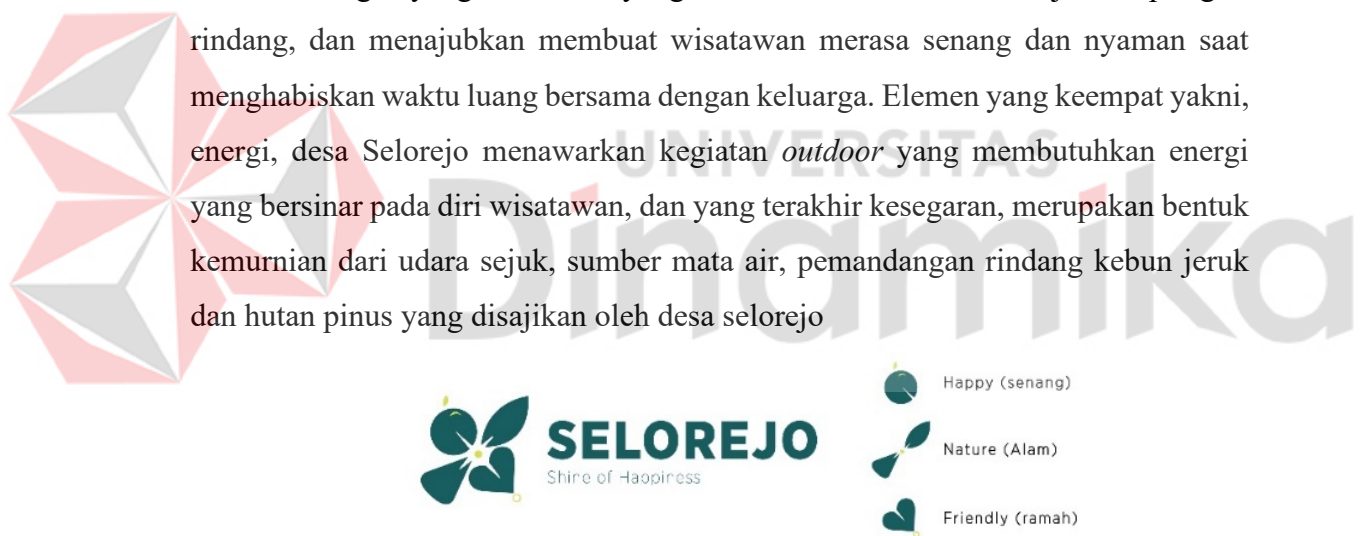 rindang, dan menajubkan membuat wisatawan merasa senang dan nyaman saat
menghabiskan waktu luang bersama dengan keluarga. Elemen yang keempat yakni,
energi, desa Selorejo menawarkan kegiatan outdoor yang membutuhkan energi
yang bersinar pada diri wisatawan, dan yang terakhir kesegaran, merupakan bentuk
kemurnian dari udara sejuk, sumber mata air, pemandangan rindang kebun jeruk
dan hutan pinus yang disajikan oleh desa selorejo
UNIVERSITAS
Dinamika
SELOREJO
Shine of Happiness
Happy (senang)
Nature (Alam)
Friendly (ramah)